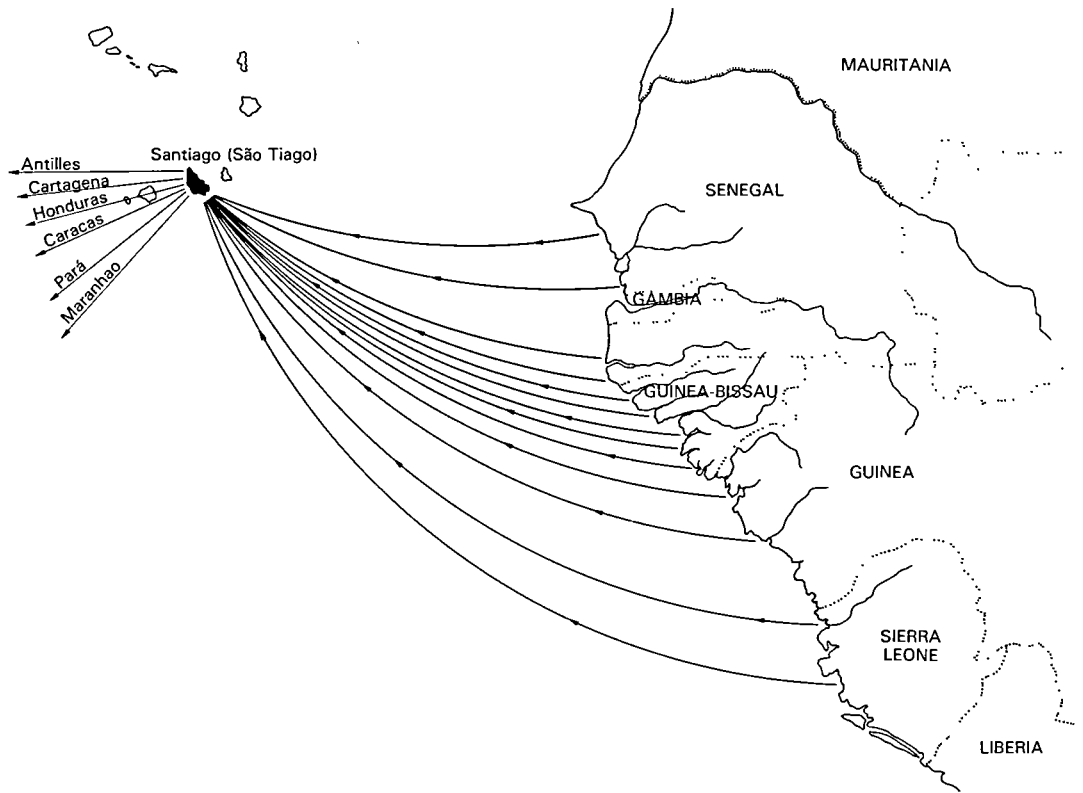 MAURITANIA
Santiago (São Tiago)
Antilles
Cartagena
Honduras
Caracas
Pará
Maranhao
SENEGAL
GAMBIA
GUINEA-BISSAU
GUINEA
SIERRA
LEONE
LIBERIA